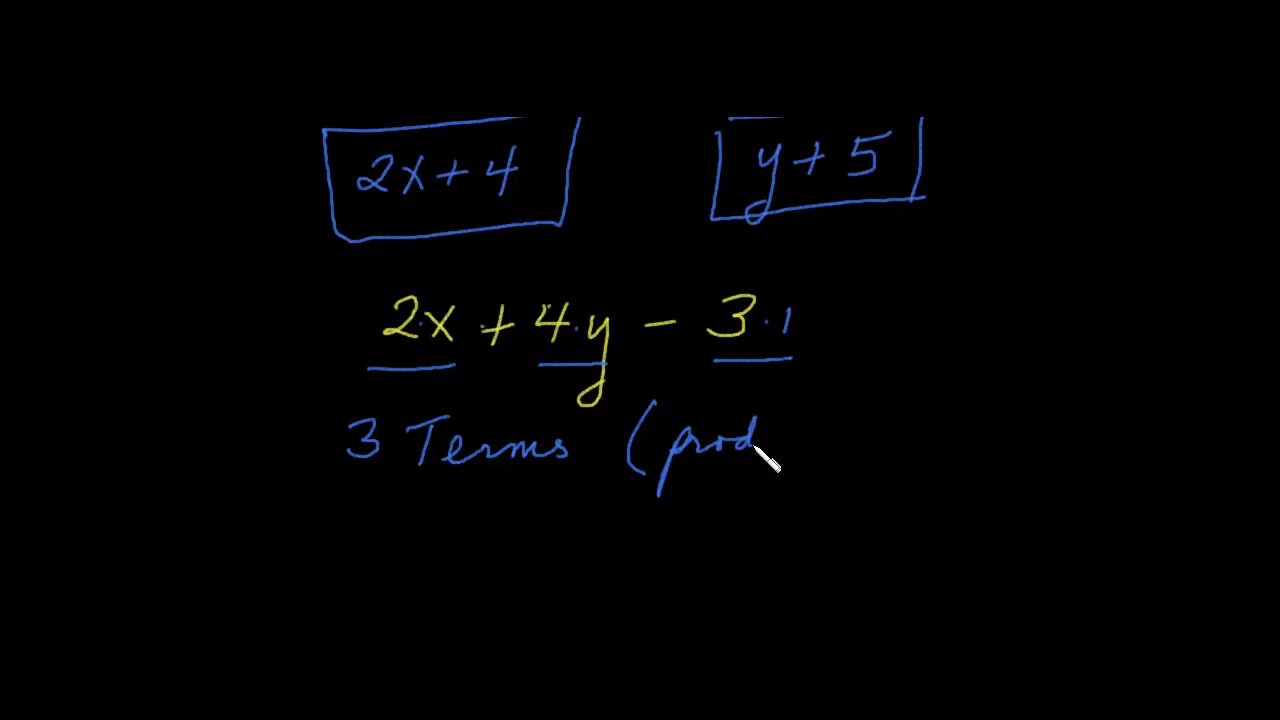 2x + 4 y + 5
2·x + 4·y - 3·1
3 Terms (prod